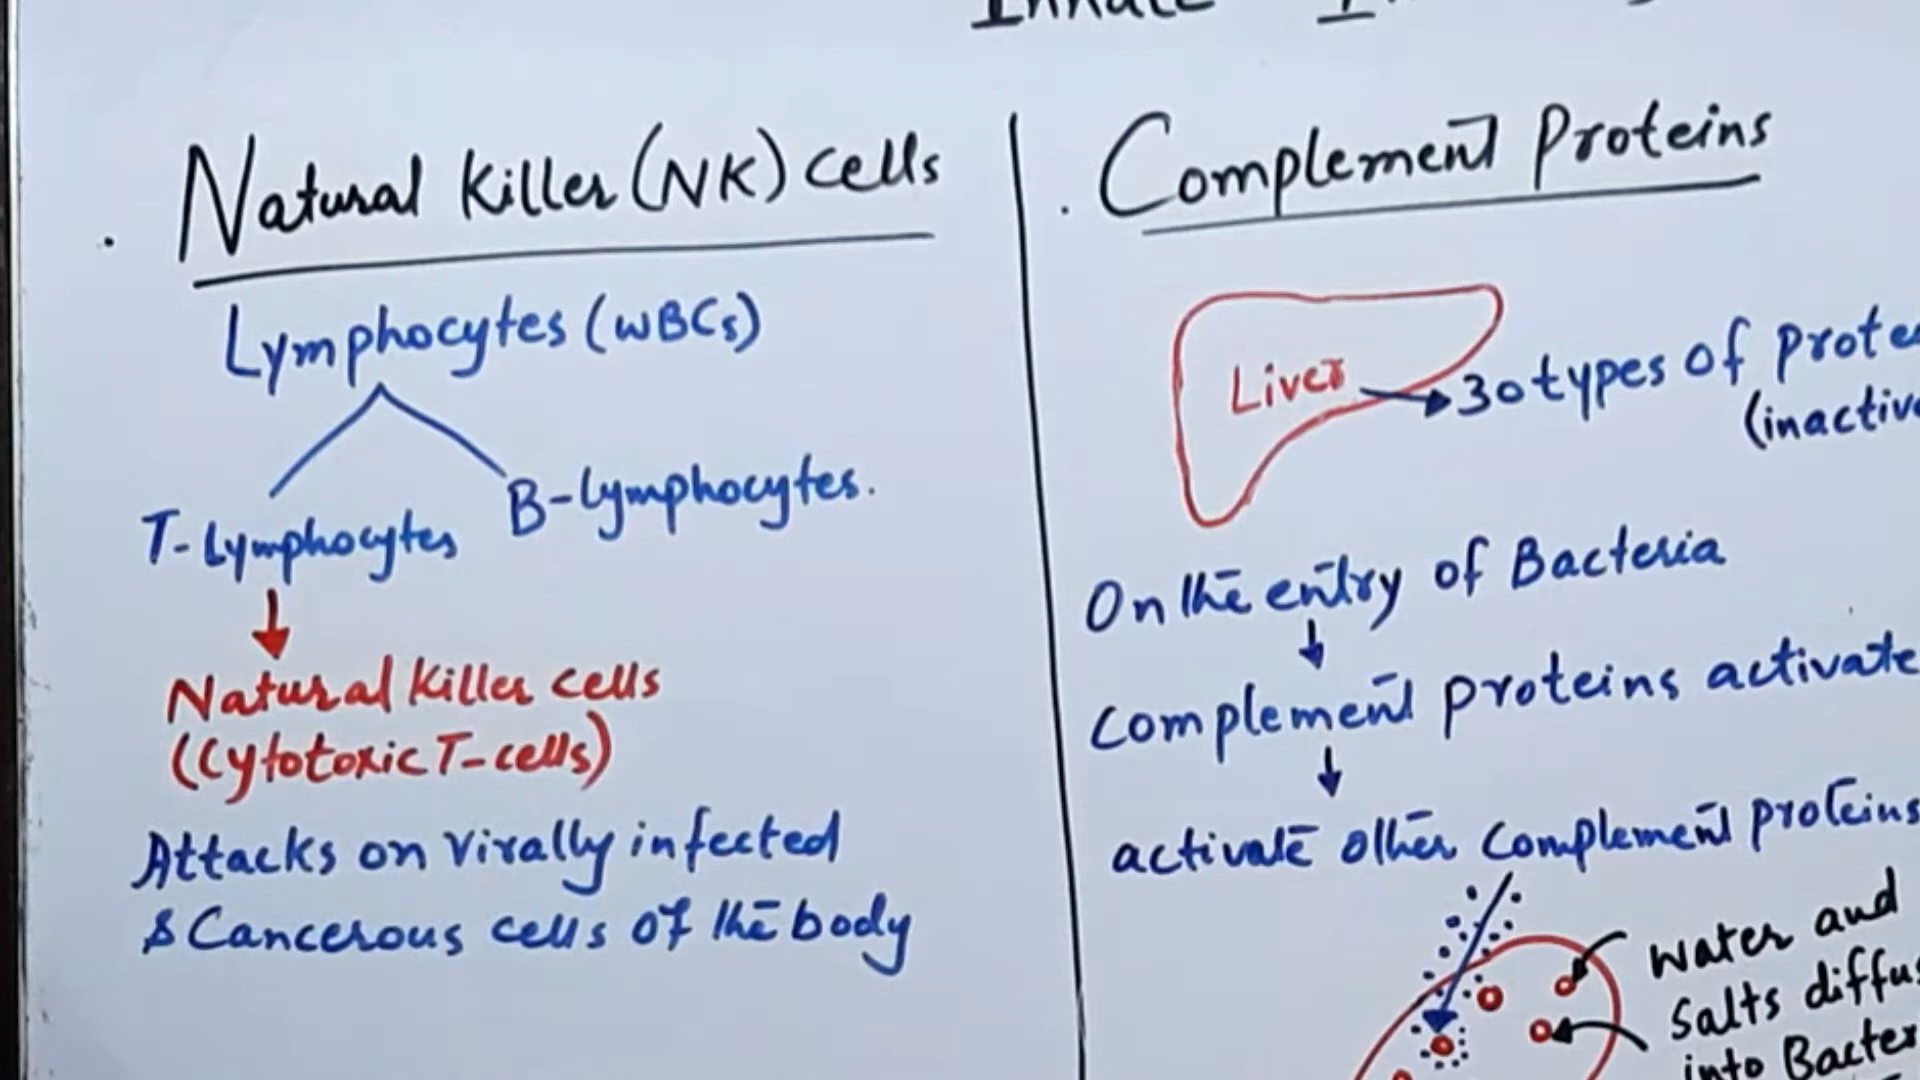 Innate
Natural Killer (NK) cells
Lymphocytes (WBCs)
T-Lymphocytes
B-lymphocytes.
Natural Killer cells
(Cytotoxic T-cells)
Attacks on virally infected
& Cancerous cells of the body
Complement Proteins
Liver
30 types of prote
(inactive
On the entry of Bacteria
Complement proteins activate
activate other complement proteins
Water and
Salts diffus
into Bacter